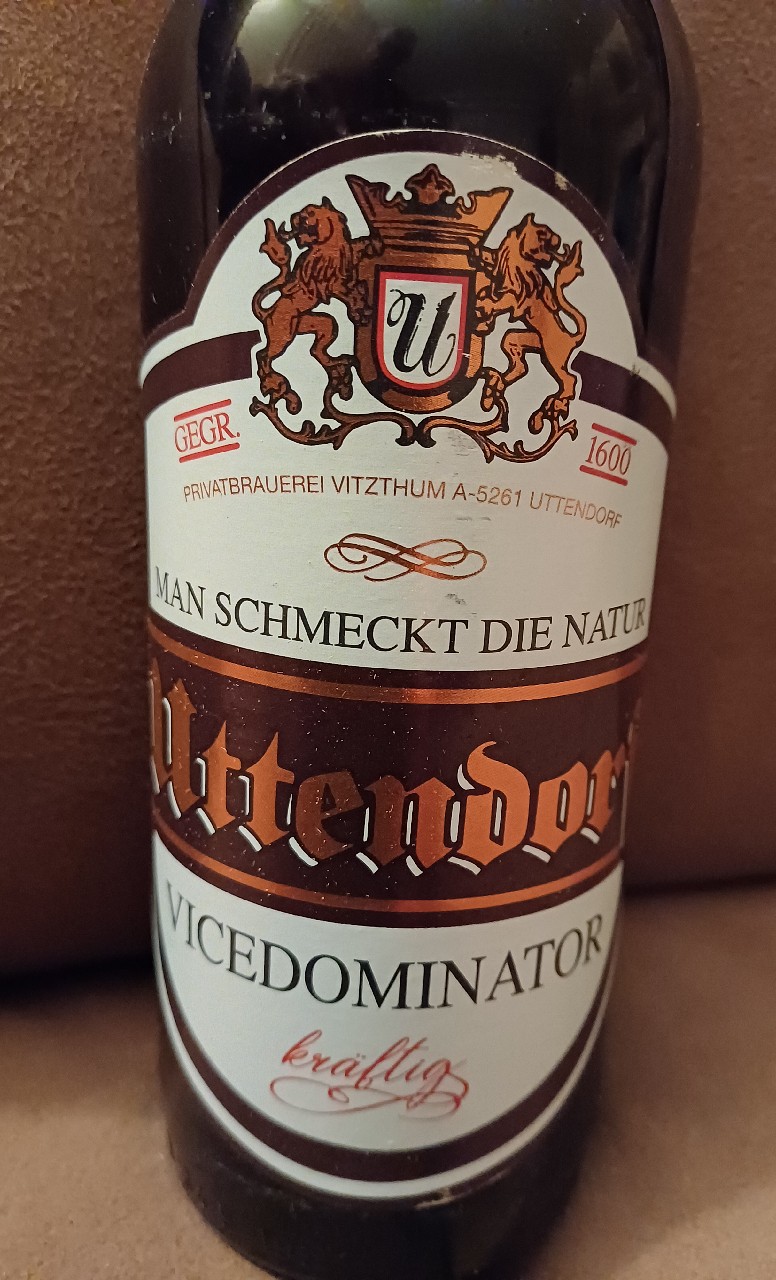 U
GEGR. 1600
PRIVATBRAUEREI VITZTHUM A-5261 UTTENDORF
MAN SCHMECKT DIE NATUR
Uttendorf
VICEDOMINATOR
kräftig